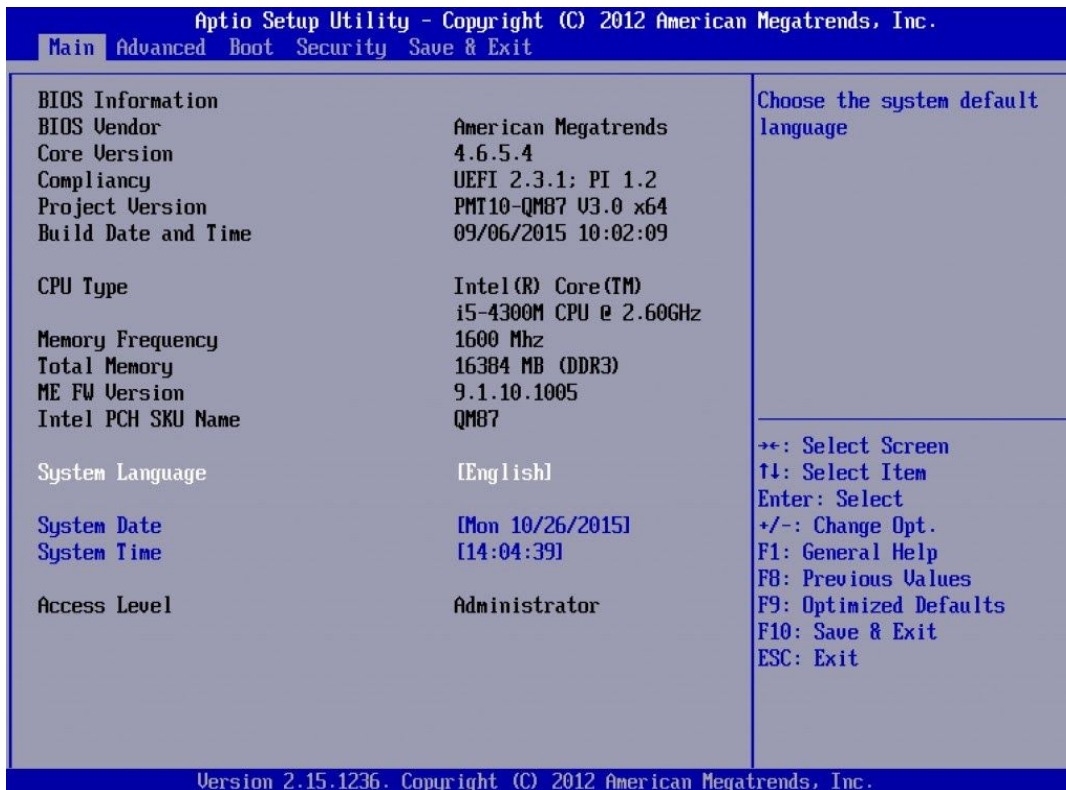 Aptio Setup Utility - Copyright (C) 2012 American Megatrends, Inc.
Main Advanced Boot Security Save & Exit
BIOS Information
BIOS Vendor American Megatrends
Core Version 4.6.5.4
Compliancy UEFI 2.3.1; PI 1.2
Project Version PMT10-QM87 V3.0 x64
Build Date and Time 09/06/2015 10:02:09
CPU Type Intel(R) Core(TM)
i5-4300M CPU @ 2.60GHz
Memory Frequency 1600 Mhz
Total Memory 16384 MB (DDR3)
ME FW Version 9.1.10.1005
Intel PCH SKU Name QM87
System Language [English]
System Date [Mon 10/26/2015]
System Time [14:04:39]
Access Level Administrator
Choose the system default
language
→←: Select Screen
↑↓: Select Item
Enter: Select
+/-: Change Opt.
F1: General Help
F8: Previous Values
F9: Optimized Defaults
F10: Save & Exit
ESC: Exit
Version 2.15.1236. Copyright (C) 2012 American Megatrends, Inc.